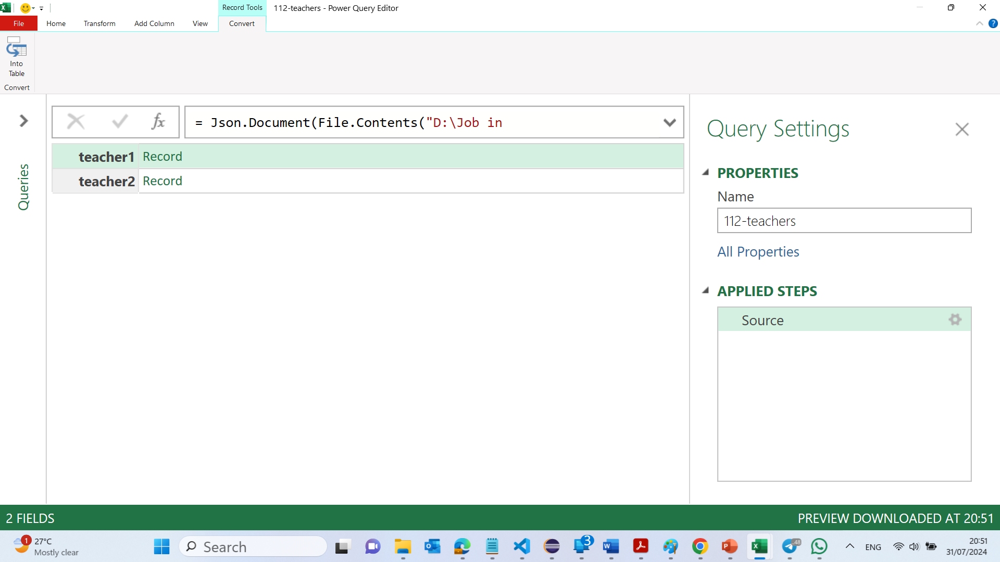 Record Tools
112-teachers - Power Query Editor
File
Home
Transform
Add Column
View
Convert
?
Into
Table
Convert
fx
= Json.Document(File.Contents("D:\Job in
Queries
teacher1
Record
teacher2
Record
Query Settings
PROPERTIES
Name
112-teachers
All Properties
APPLIED STEPS
Source
2 FIELDS
PREVIEW DOWNLOADED AT 20:51
1
27°C
Mostly clear
Search
3
48
ENG
20:51
31/07/2024